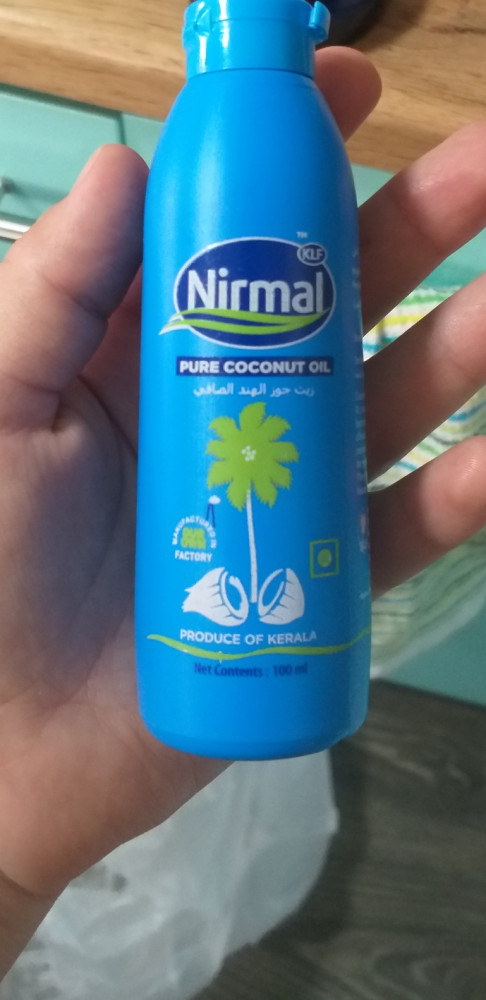 TM
KLF
Nirmal
PURE COCONUT OIL
زيت جوز الهند الصافي
MANUFACTURED IN
OUR OWN
FACTORY
PRODUCE OF KERALA
Net Contents : 100 ml